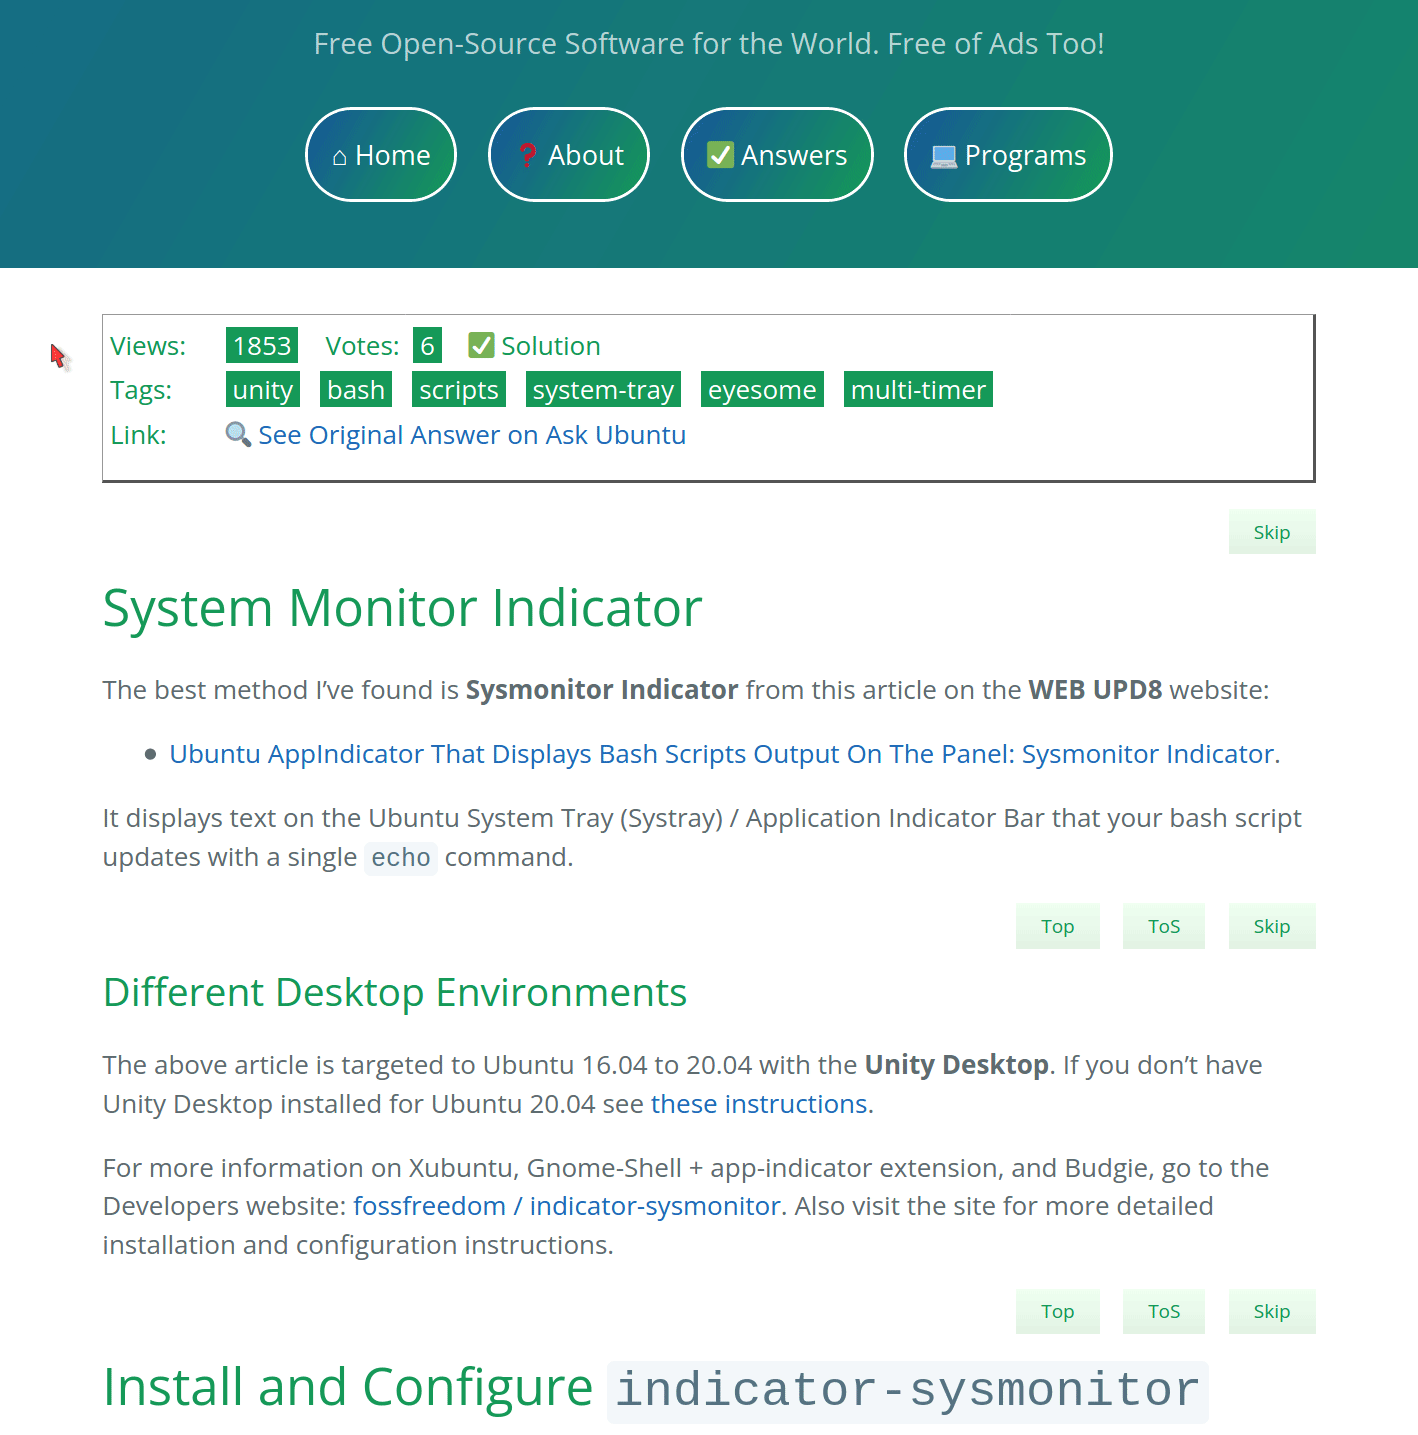 Free Open-Source Software for the World. Free of Ads Too!
⌂ Home ❓ About ✅ Answers 💻 Programs
Views: 1853 Votes: 6 ✅ Solution
Tags: unity bash scripts system-tray eyesome multi-timer
Link: 🔍 See Original Answer on Ask Ubuntu
Skip
System Monitor Indicator
The best method I’ve found is Sysmonitor Indicator from this article on the WEB UPD8 website:
● Ubuntu AppIndicator That Displays Bash Scripts Output On The Panel: Sysmonitor Indicator.
It displays text on the Ubuntu System Tray (Systray) / Application Indicator Bar that your bash script
updates with a single echo command.
Top ToS Skip
Different Desktop Environments
The above article is targeted to Ubuntu 16.04 to 20.04 with the Unity Desktop. If you don’t have
Unity Desktop installed for Ubuntu 20.04 see these instructions.
For more information on Xubuntu, Gnome-Shell + app-indicator extension, and Budgie, go to the
Developers website: fossfreedom / indicator-sysmonitor. Also visit the site for more detailed
installation and configuration instructions.
Top ToS Skip
Install and Configure indicator-sysmonitor